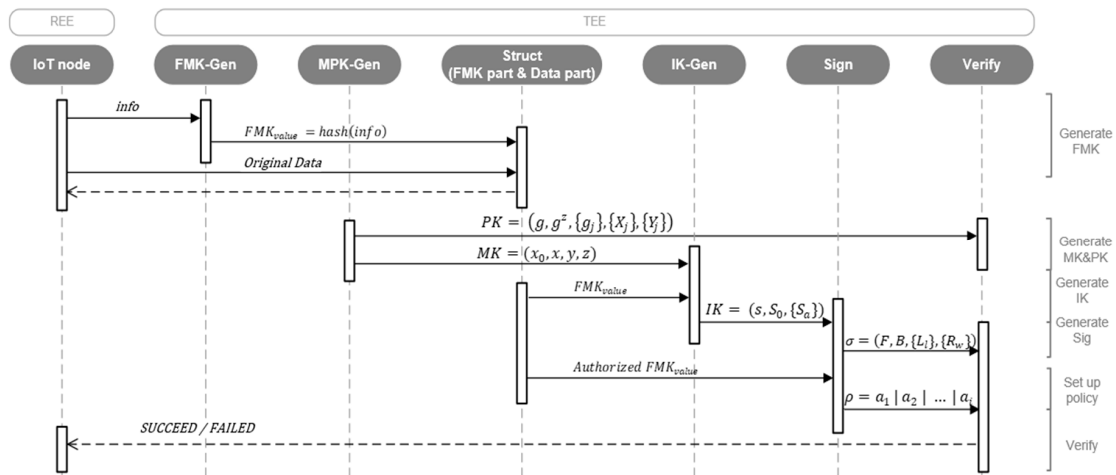 REE
TEE
IoT node
FMK-Gen
MPK-Gen
Struct
(FMK part & Data part)
IK-Gen
Sign
Verify
info
FMK_value = hash(info)
Original Data
Generate
FMK
PK = (g, g^z, {g_j}, {X_j}, {Y_j})
MK = (x_0, x, y, z)
Generate
MK&PK
FMK_value
Generate
IK
IK = (s, S_0, {S_a})
Generate
Sig
σ = (F, B, {L_l}, {R_w})
Authorized FMK_value
Set up
policy
ρ = a_1 | a_2 | … | a_i
SUCCEED / FAILED
Verify